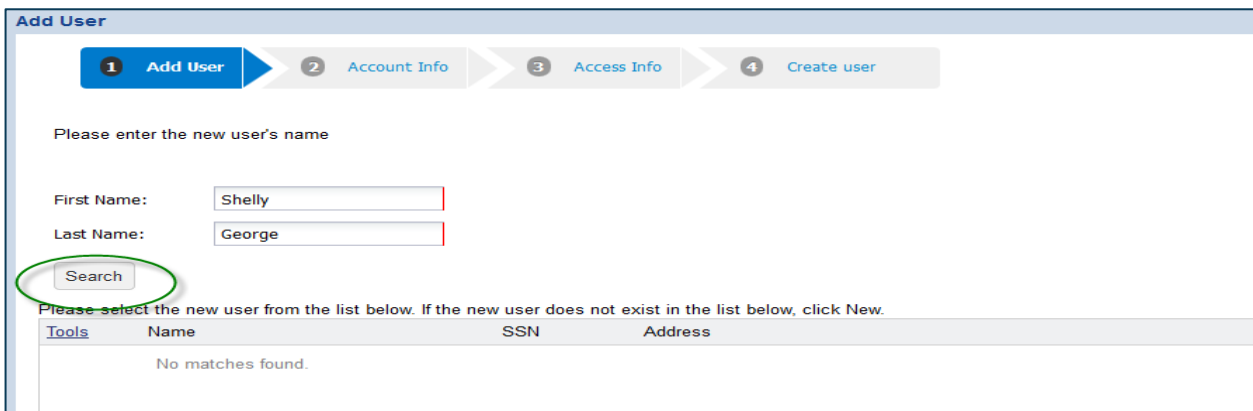 Add User
1 Add User 2 Account Info 3 Access Info 4 Create user
Please enter the new user's name
First Name: Shelly
Last Name: George
Search
Please select the new user from the list below. If the new user does not exist in the list below, click New.
Tools Name SSN Address
No matches found.